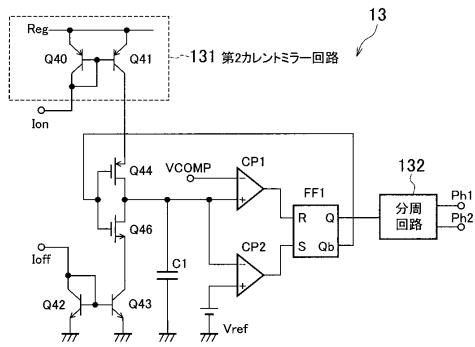 Reg
13
131 第2カレントミラー回路
Q40
Q41
Ion
Q44
VCOMP
CP1
FF1
132
R Q
分周
回路
Ph1
Ph2
Q46
CP2
S Qb
Ioff
C1
Q42
Q43
Vref